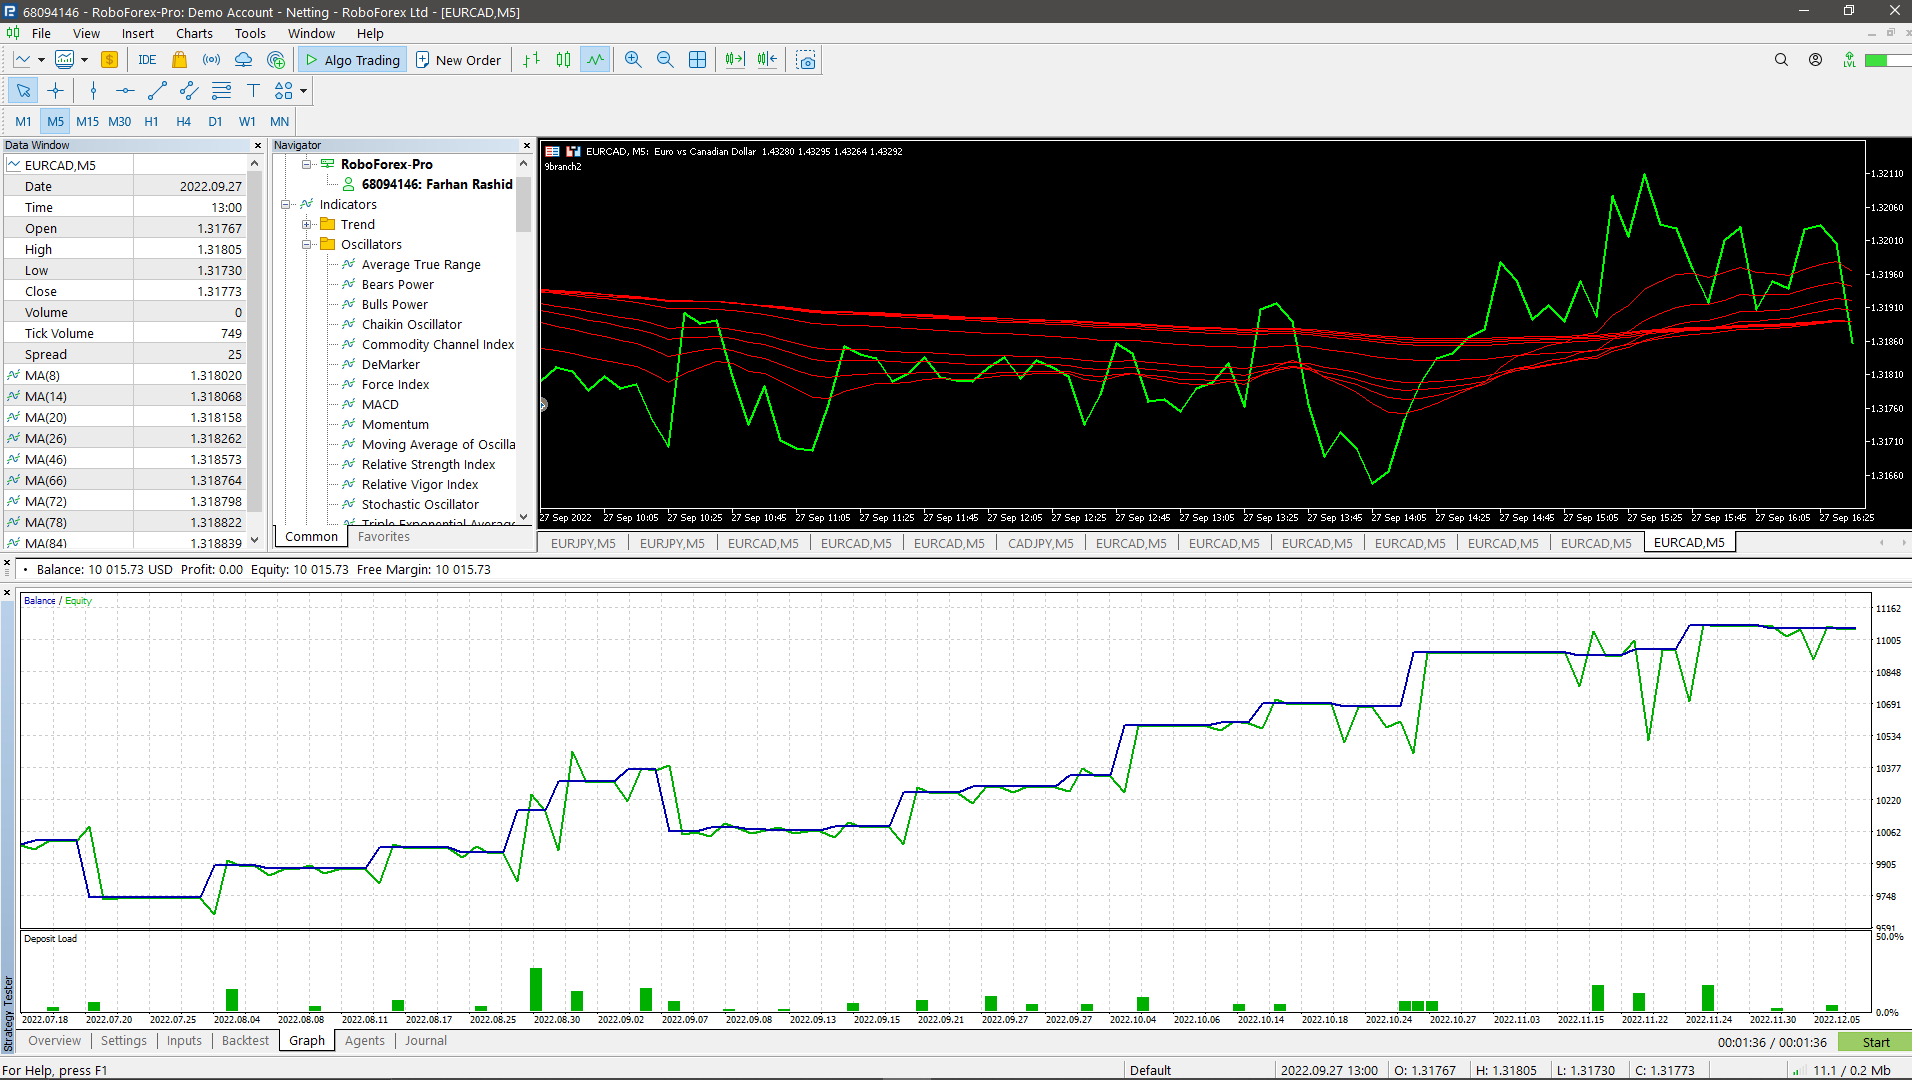 68094146 - RoboForex-Pro: Demo Account - Netting - RoboForex Ltd - [EURCAD,M5]
File View Insert Charts Tools Window Help
IDE Algo Trading New Order
LVL
M1 M5 M15 M30 H1 H4 D1 W1 MN
Data Window
EURCAD,M5
Date 2022.09.27
Time 13:00
Open 1.31767
High 1.31805
Low 1.31730
Close 1.31773
Volume 0
Tick Volume 749
Spread 25
MA(8) 1.318020
MA(14) 1.318068
MA(20) 1.318158
MA(26) 1.318262
MA(46) 1.318573
MA(66) 1.318764
MA(72) 1.318798
MA(78) 1.318822
MA(84) 1.318839
Navigator
RoboForex-Pro
68094146: Farhan Rashid
Indicators
Trend
Oscillators
Average True Range
Bears Power
Bulls Power
Chaikin Oscillator
Commodity Channel Index
DeMarker
Force Index
MACD
Momentum
Moving Average of Oscilla
Relative Strength Index
Relative Vigor Index
Stochastic Oscillator
Triple Exponential Average
Common Favorites
EURCAD, M5: Euro vs Canadian Dollar 1.43280 1.43295 1.43264 1.43292
9branch2
1.32110
1.32060
1.32010
1.31960
1.31910
1.31860
1.31810
1.31760
1.31710
1.31660
27 Sep 2022 27 Sep 10:05 27 Sep 10:25 27 Sep 10:45 27 Sep 11:05 27 Sep 11:25 27 Sep 11:45 27 Sep 12:05 27 Sep 12:25 27 Sep 12:45 27 Sep 13:05 27 Sep 13:25 27 Sep 13:45 27 Sep 14:05 27 Sep 14:25 27 Sep 14:45 27 Sep 15:05 27 Sep 15:25 27 Sep 15:45 27 Sep 16:05 27 Sep 16:25
EURJPY,M5 EURJPY,M5 EURCAD,M5 EURCAD,M5 EURCAD,M5 CADJPY,M5 EURCAD,M5 EURCAD,M5 EURCAD,M5 EURCAD,M5 EURCAD,M5 EURCAD,M5 EURCAD,M5
• Balance: 10 015.73 USD Profit: 0.00 Equity: 10 015.73 Free Margin: 10 015.73
Balance / Equity
11162
11005
10848
10691
10534
10377
10220
10062
9905
9748
9591
Deposit Load
50.0%
0.0%
2022.07.18 2022.07.20 2022.07.25 2022.08.04 2022.08.08 2022.08.11 2022.08.17 2022.08.25 2022.08.30 2022.09.02 2022.09.07 2022.09.08 2022.09.13 2022.09.15 2022.09.21 2022.09.27 2022.09.27 2022.10.04 2022.10.06 2022.10.14 2022.10.18 2022.10.24 2022.10.27 2022.11.03 2022.11.15 2022.11.22 2022.11.24 2022.11.30 2022.12.05
Strategy Tester
Overview Settings Inputs Backtest Graph Agents Journal
00:01:36 / 00:01:36 Start
For Help, press F1 Default 2022.09.27 13:00 O: 1.31767 H: 1.31805 L: 1.31730 C: 1.31773 11.1 / 0.2 Mb